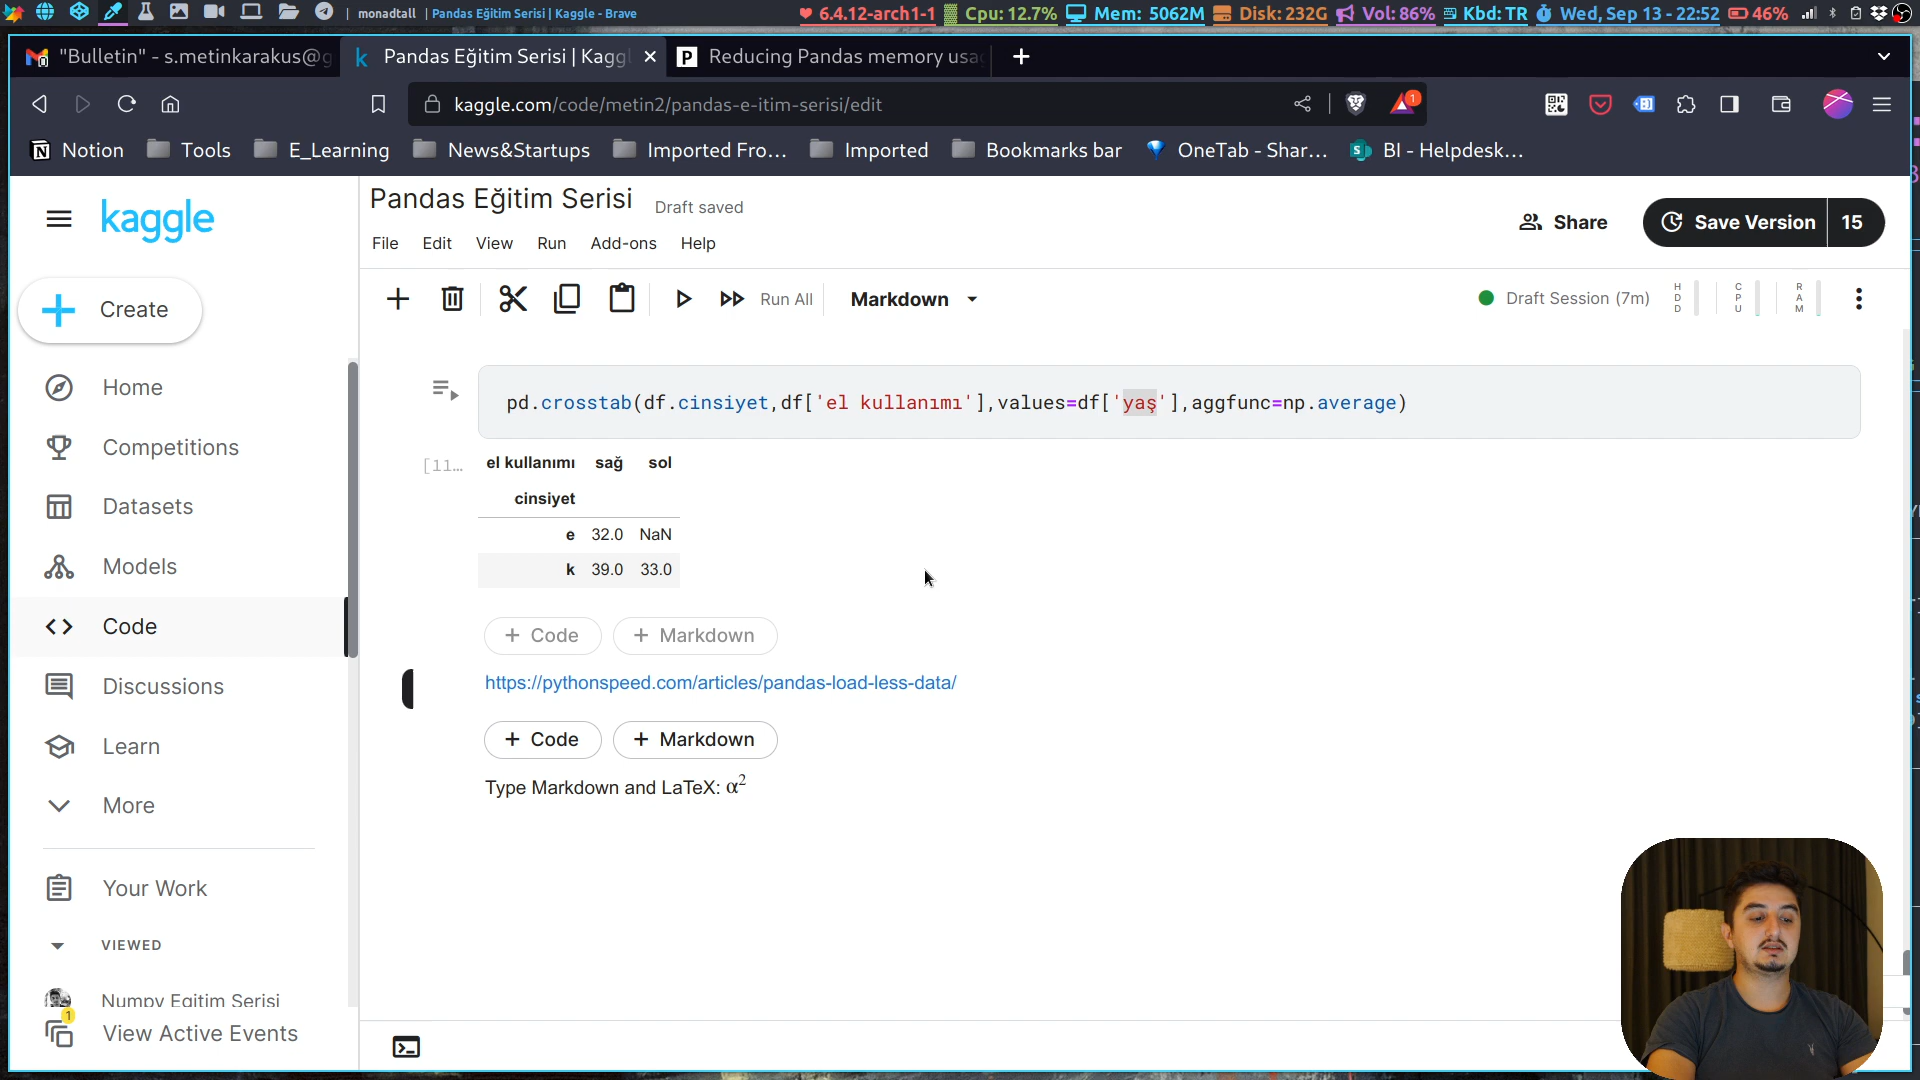 monadtall | Pandas Eğitim Serisi | Kaggle - Brave
6.4.12-arch1-1 Cpu: 12.7% Mem: 5062M Disk: 232G Vol: 86% Kbd: TR Wed, Sep 13 - 22:52 46%
"Bulletin" - s.metinkarakus@g
Pandas Eğitim Serisi | Kaggl
Reducing Pandas memory usa
kaggle.com/code/metin2/pandas-e-itim-serisi/edit
1
Notion Tools E_Learning News&Startups Imported Fro... Imported Bookmarks bar OneTab - Shar... BI - Helpdesk...
kaggle
Pandas Eğitim Serisi Draft saved
File Edit View Run Add-ons Help
Share
Save Version 15
Create
Run All
Markdown
Draft Session (7m)
HDD
CPU
RAM
Home
Competitions
Datasets
Models
Code
Discussions
Learn
More
Your Work
VIEWED
Numpy Egitim Serisi
1
View Active Events
pd.crosstab(df.cinsiyet,df['el kullanımı'],values=df['yaş'],aggfunc=np.average)
[11...
el kullanımı sağ sol
cinsiyet
e 32.0 NaN
k 39.0 33.0
+ Code + Markdown
https://pythonspeed.com/articles/pandas-load-less-data/
+ Code + Markdown
Type Markdown and LaTeX: α²